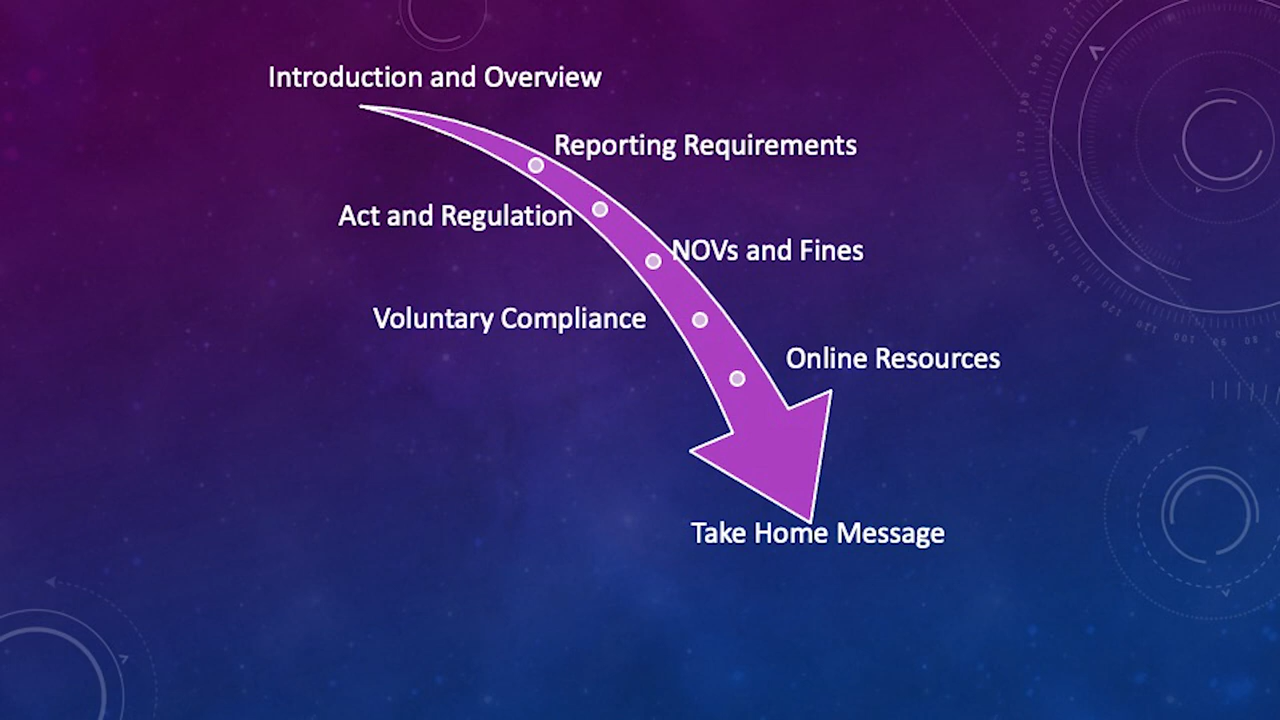 Introduction and Overview
Reporting Requirements
Act and Regulation
NOVs and Fines
Voluntary Compliance
Online Resources
Take Home Message